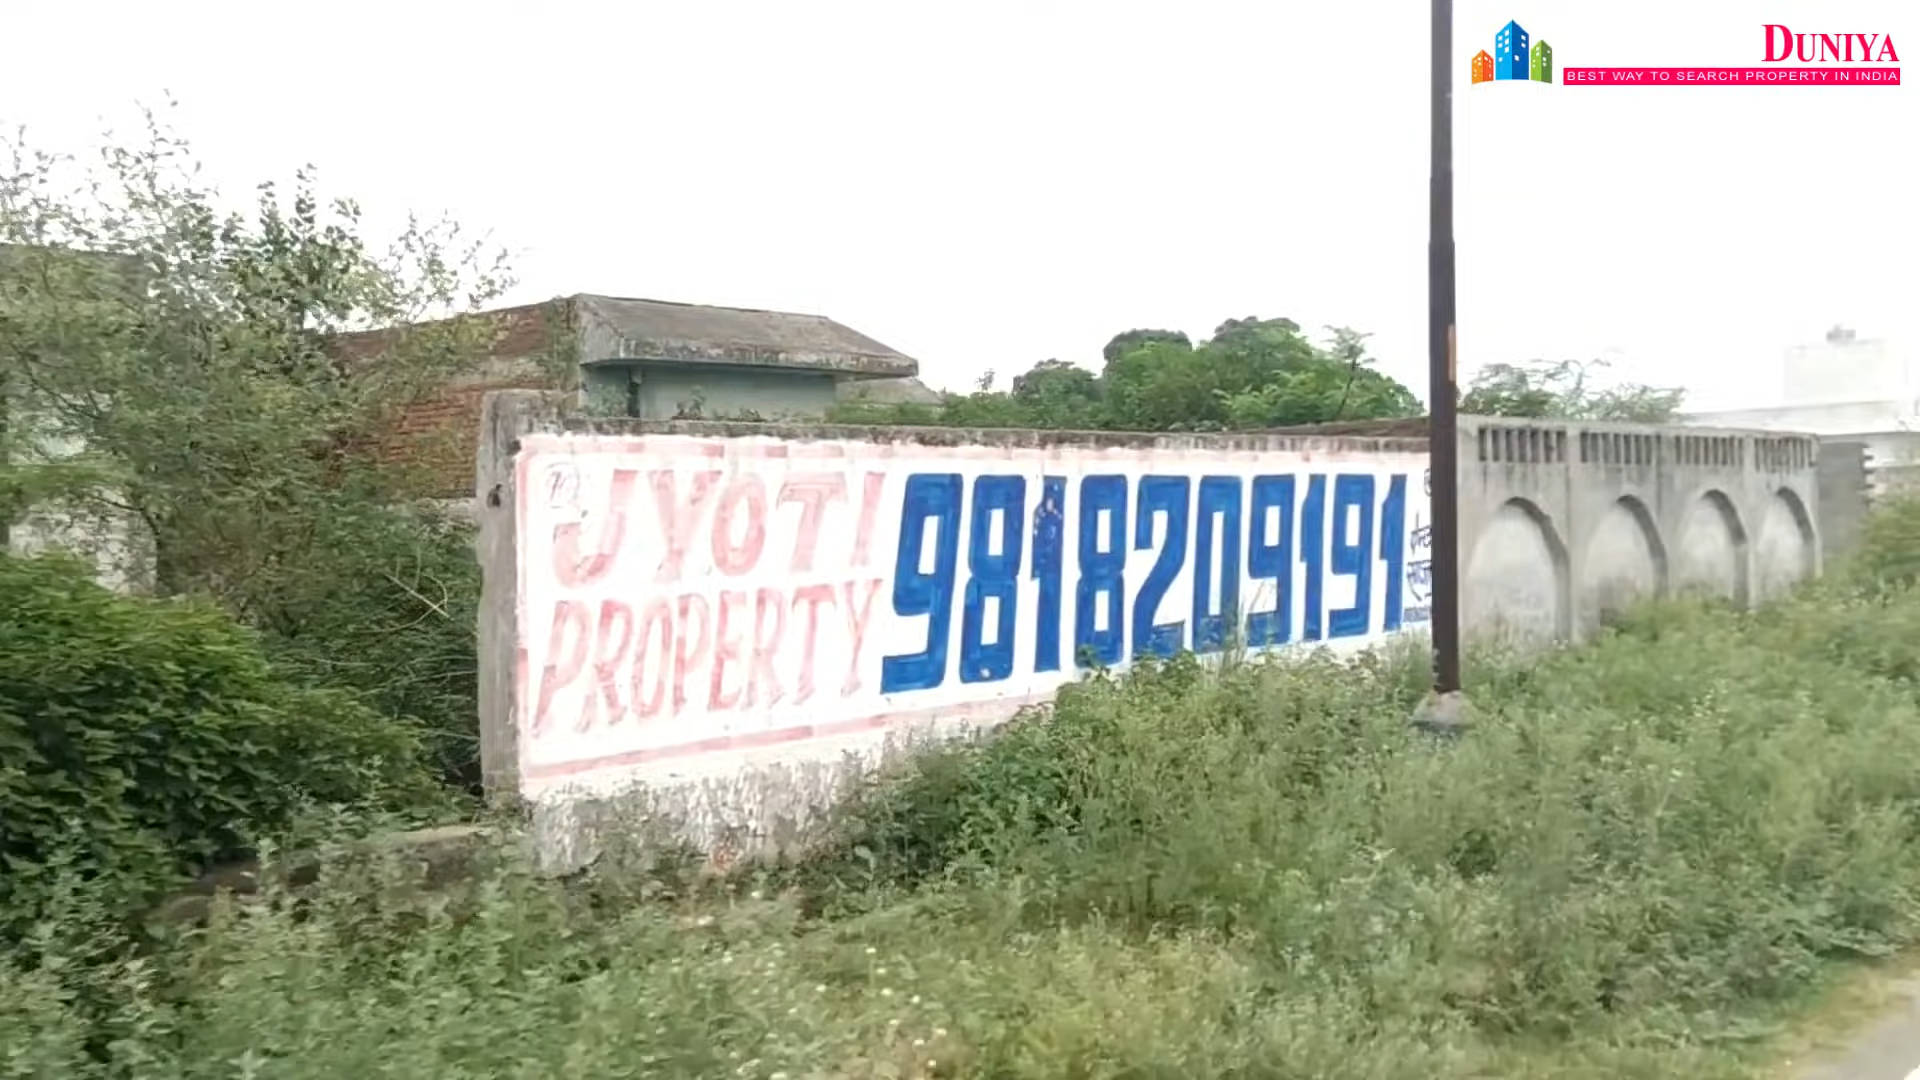 DUNIYA
BEST WAY TO SEARCH PROPERTY IN INDIA
JYOTI
PROPERTY
9818209191